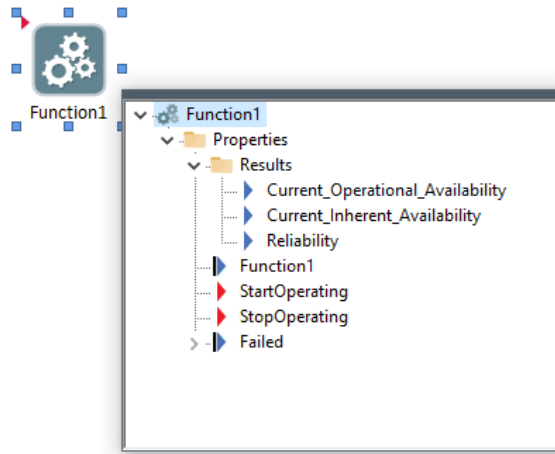 Function1
Function1
Properties
Results
Current_Operational_Availability
Current_Inherent_Availability
Reliability
Function1
StartOperating
StopOperating
Failed